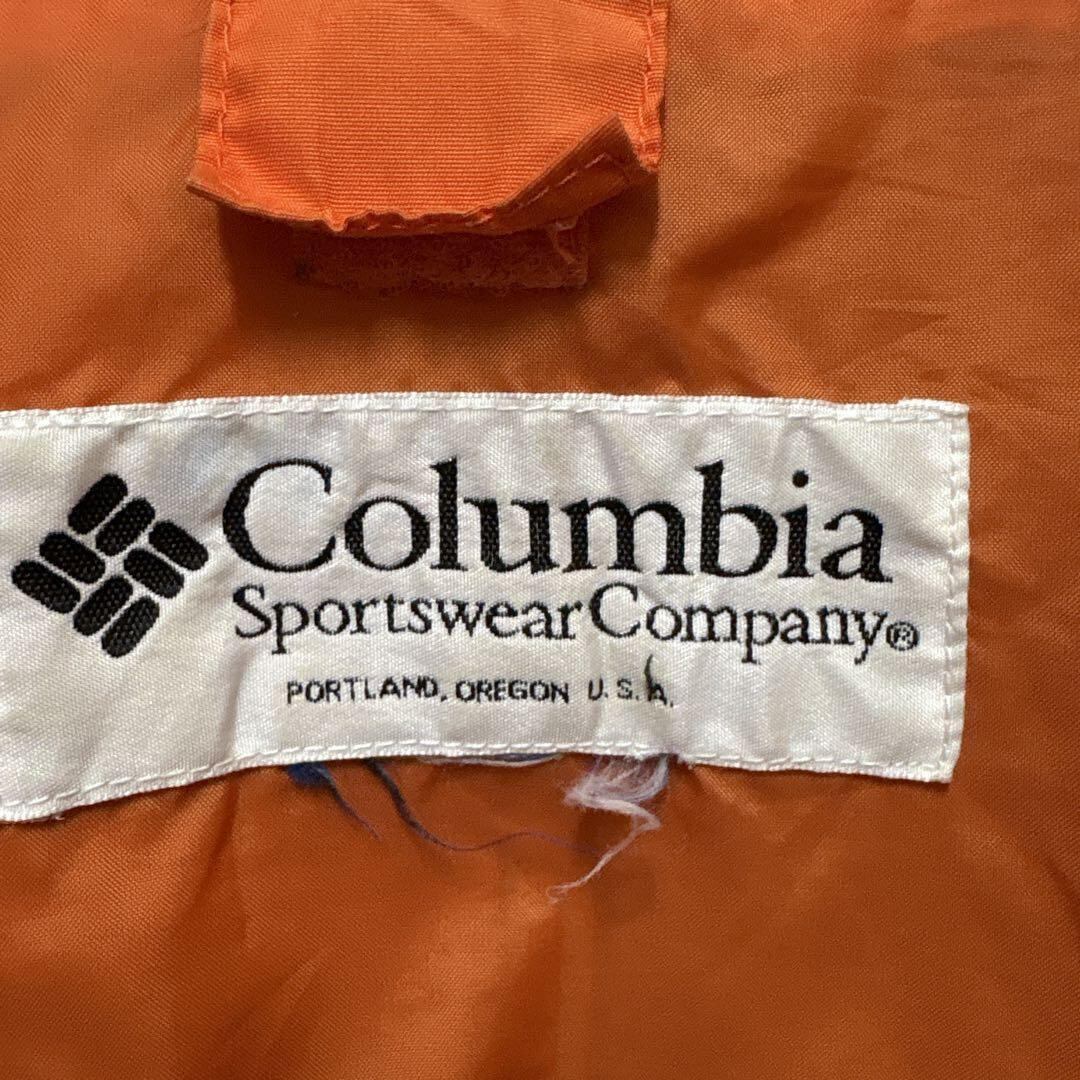 Columbia
Sportswear Company®
PORTLAND, OREGON U.S.A.